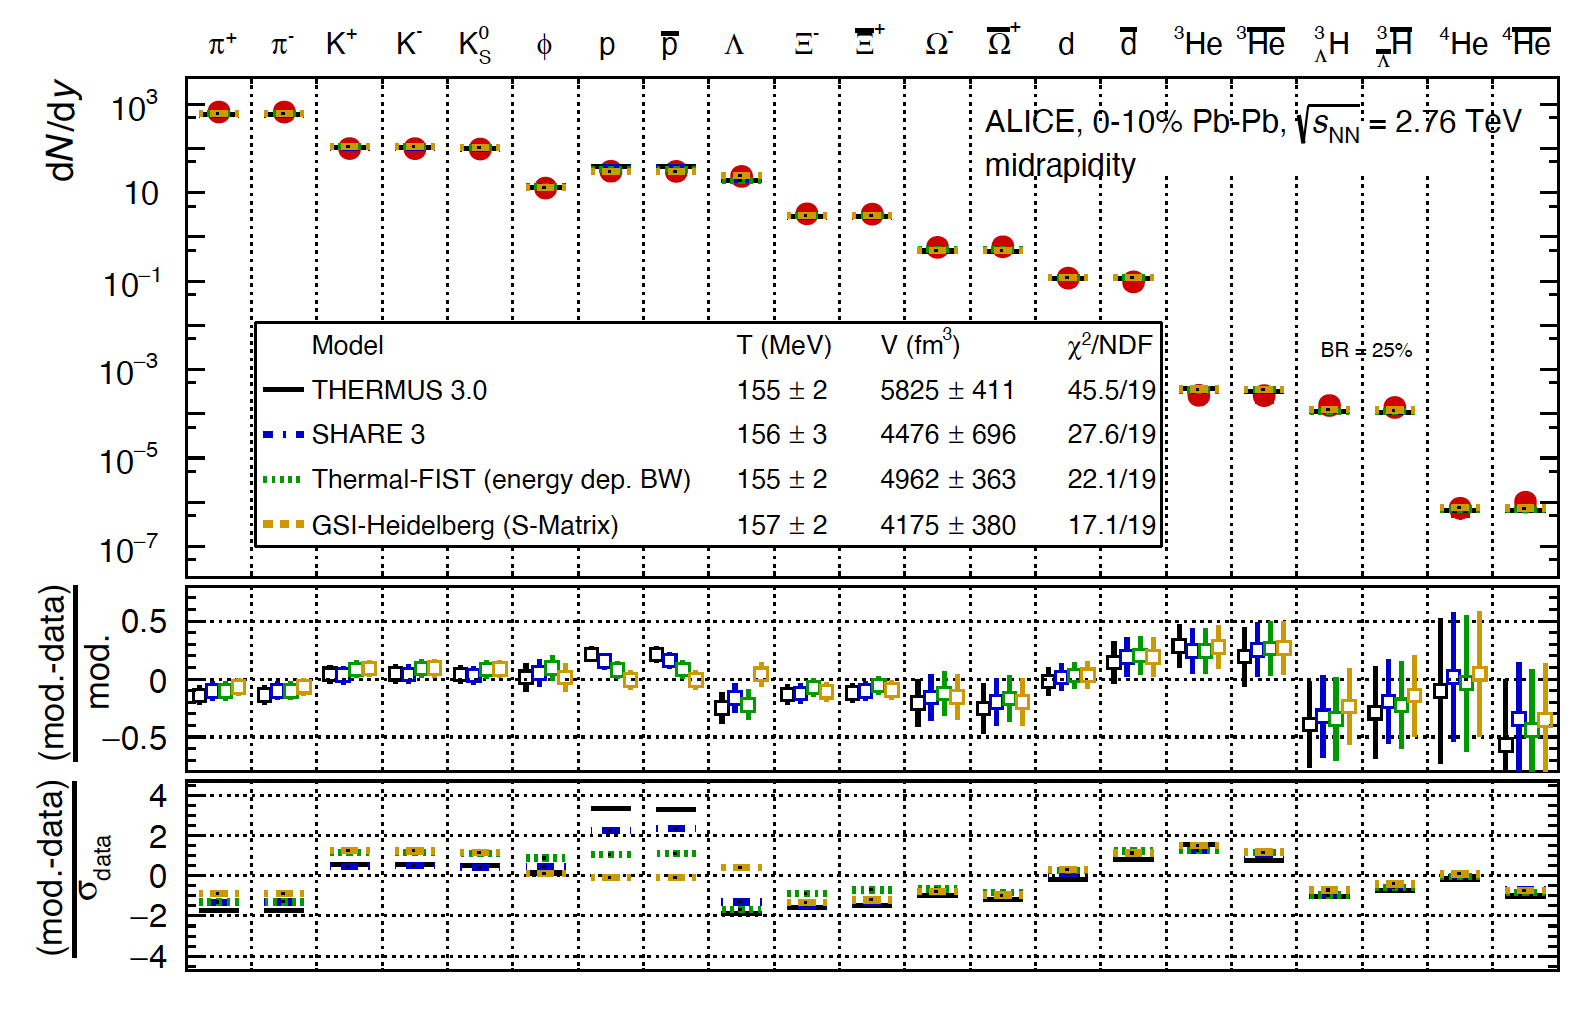 π⁺ π⁻ K⁺ K⁻ K⁰S ϕ p p̅ Λ Ξ⁻ Ξ̅⁺ Ω⁻ Ω̅⁺ d d̅ ³He ³H̅e̅ ³ΛH ³Λ̅H̅ ⁴He ⁴H̅e̅
dN/dy
10³
10
10⁻¹
10⁻³
10⁻⁵
10⁻⁷
ALICE, 0-10% Pb-Pb, √sNN = 2.76 TeV
midrapidity
BR = 25%
Model T (MeV) V (fm³) χ²/NDF
THERMUS 3.0 155 ± 2 5825 ± 411 45.5/19
SHARE 3 156 ± 3 4476 ± 696 27.6/19
Thermal-FIST (energy dep. BW) 155 ± 2 4962 ± 363 22.1/19
GSI-Heidelberg (S-Matrix) 157 ± 2 4175 ± 380 17.1/19
(mod.-data)
mod.
0.5
0
−0.5
(mod.-data)
σdata
4
2
0
−2
−4